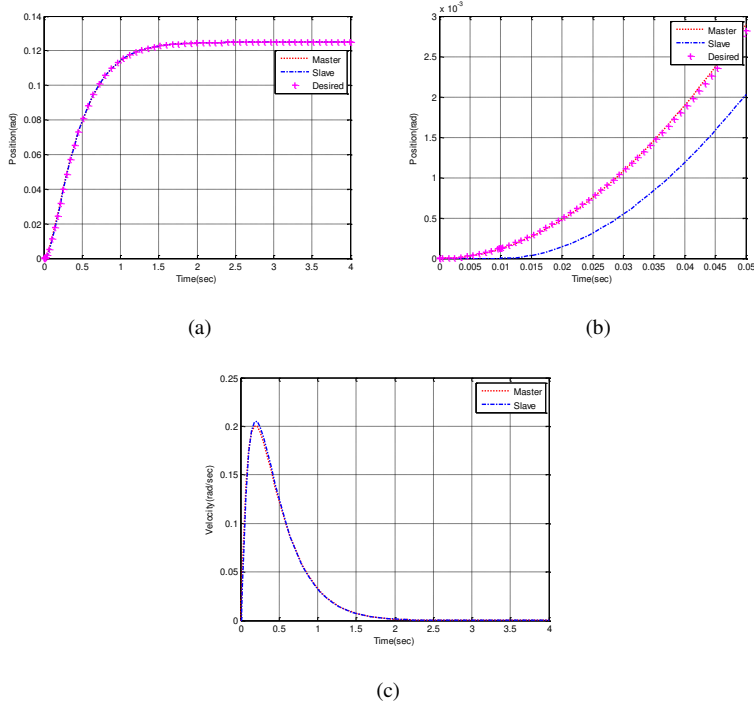 0.14
0.12
0.1
0.08
0.06
0.04
0.02
0
0 0.5 1 1.5 2 2.5 3 3.5 4
Position(rad)
Time(sec)
Master
Slave
Desired
(a)
x 10⁻³
3
2.5
2
1.5
1
0.5
0
0 0.005 0.01 0.015 0.02 0.025 0.03 0.035 0.04 0.045 0.05
Position(rad)
Time(sec)
Master
Slave
Desired
(b)
0.25
0.2
0.15
0.1
0.05
0
0 0.5 1 1.5 2 2.5 3 3.5 4
Velocity(rad/sec)
Time(sec)
Master
Slave
(c)